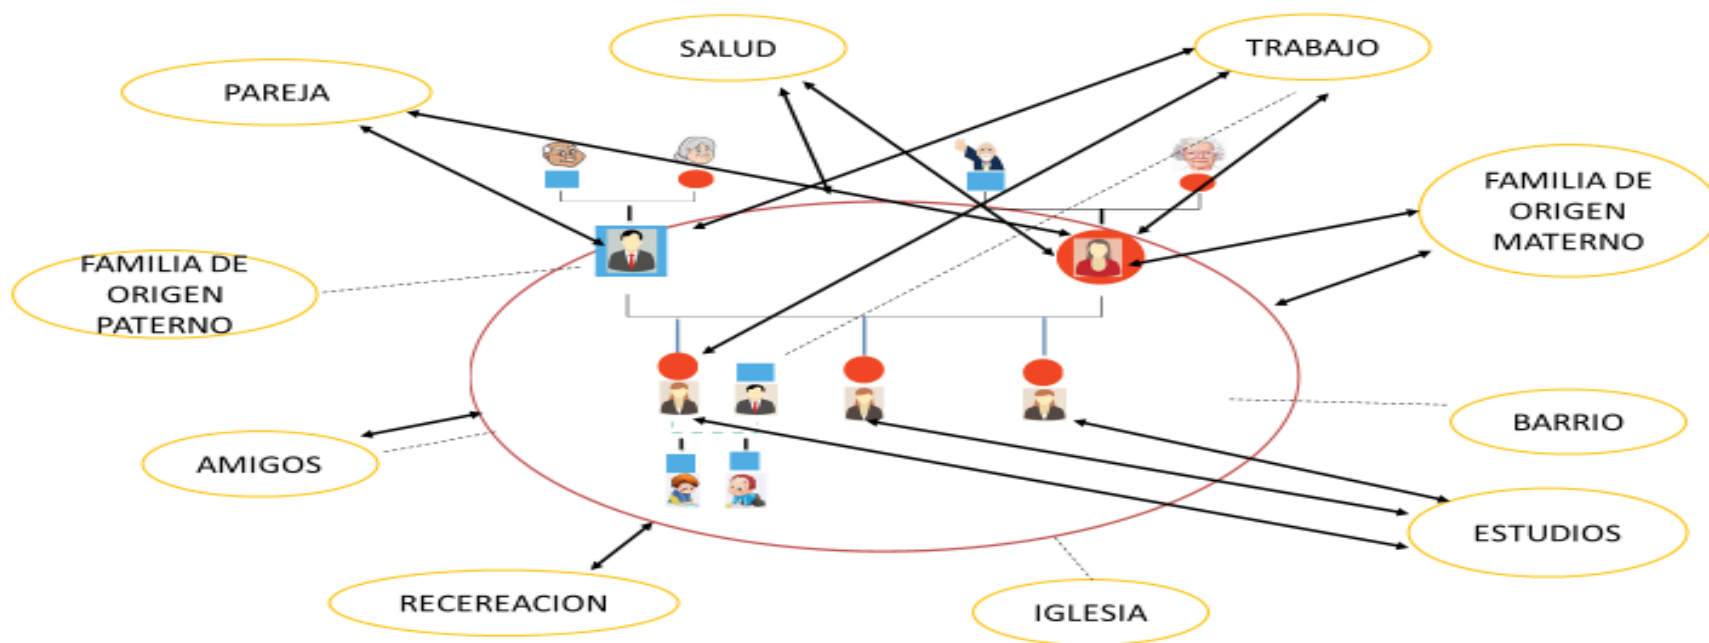 SALUD
TRABAJO
PAREJA
FAMILIA DE
ORIGEN
MATERNO
FAMILIA DE
ORIGEN
PATERNO
BARRIO
AMIGOS
ESTUDIOS
RECEREACION
IGLESIA